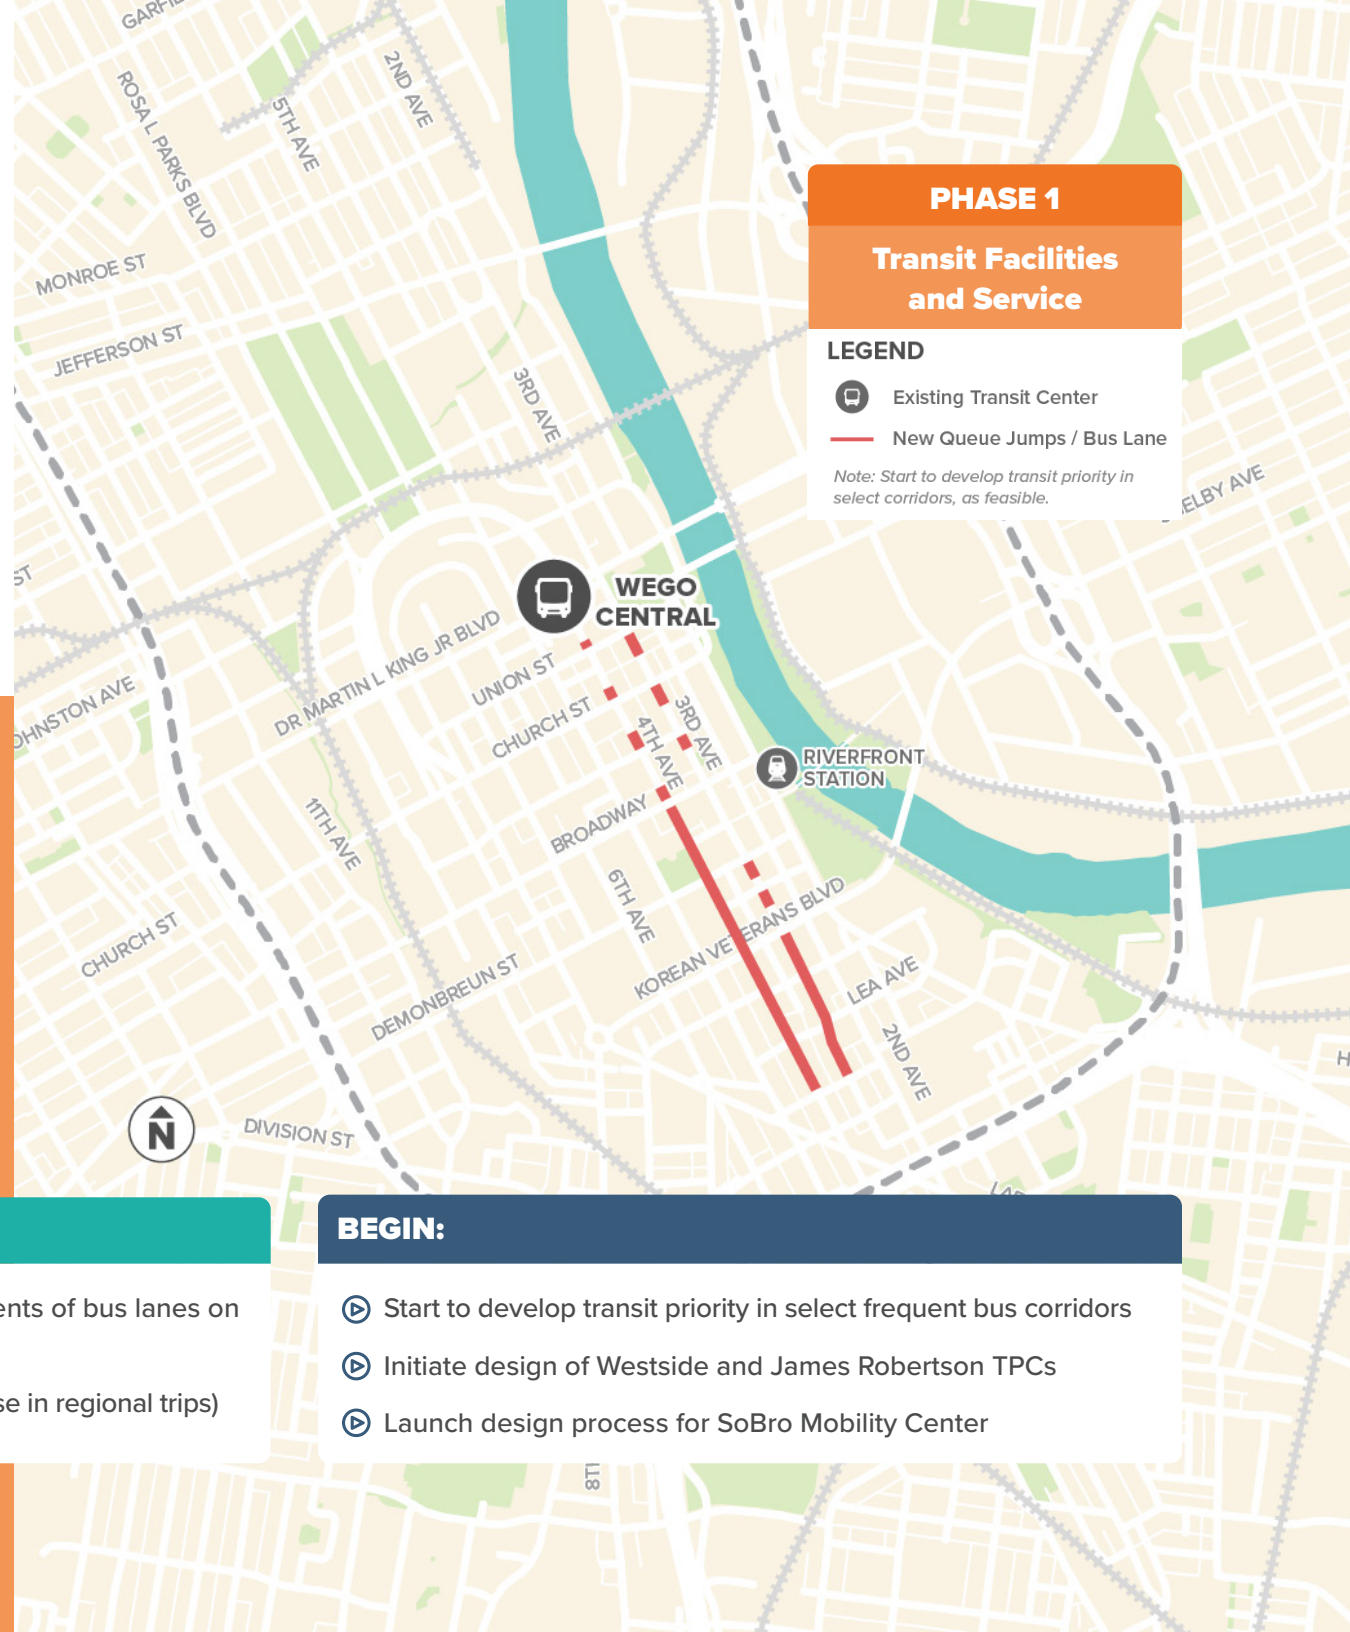 ROSA L PARKS BLVD
5TH AVE
2ND AVE
MONROE ST
JEFFERSON ST
3RD AVE
PHASE 1
Transit Facilities
and Service
LEGEND
Existing Transit Center
New Queue Jumps / Bus Lane
Note: Start to develop transit priority in
select corridors, as feasible.
ELBY AVE
ST
WEGO
CENTRAL
DR MARTIN L KING JR BLVD
UNION ST
CHURCH ST
OHNSTON AVE
4TH AVE
3RD AVE
RIVERFRONT
STATION
11TH AVE
BROADWAY
6TH AVE
KOREAN VETERANS BLVD
CHURCH ST
DEMONBREUN ST
LEA AVE
2ND AVE
N
DIVISION ST
BEGIN:
ents of bus lanes on
se in regional trips)
Start to develop transit priority in select frequent bus corridors
Initiate design of Westside and James Robertson TPCs
Launch design process for SoBro Mobility Center